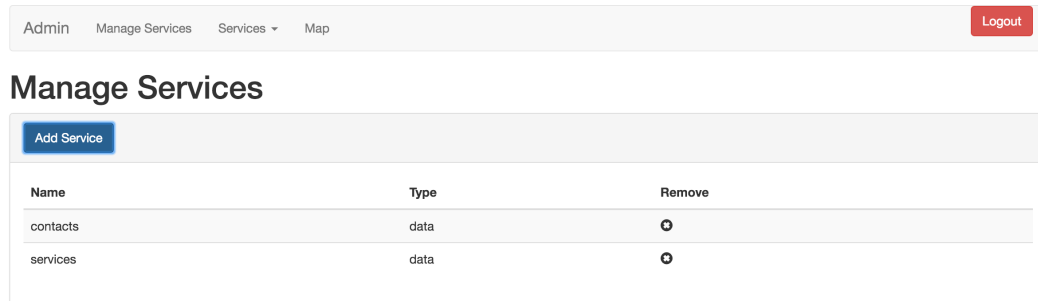 Admin Manage Services Services Map Logout
Manage Services
Add Service
Name Type Remove
contacts data
services data